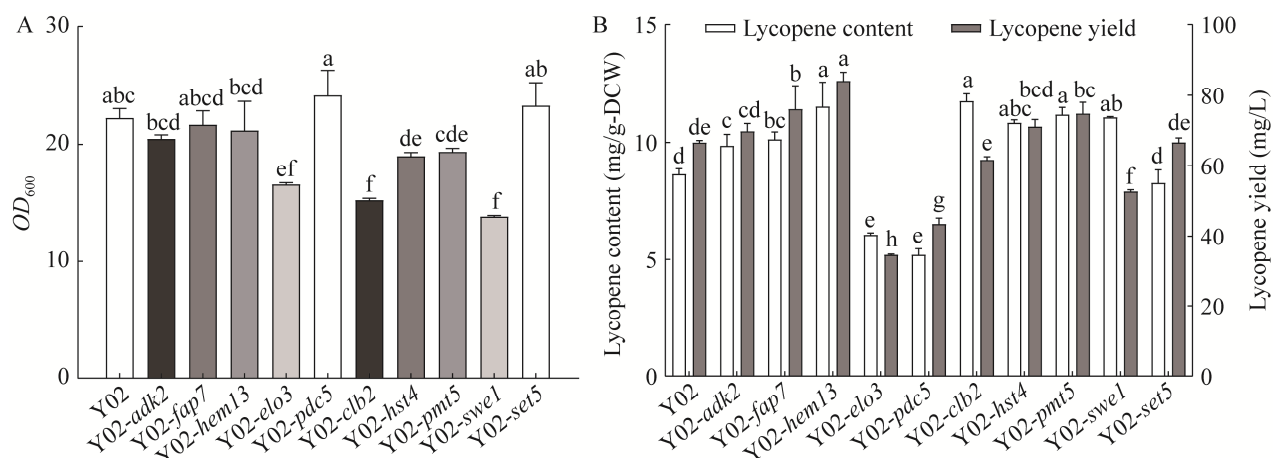 A
30
20
10
0
OD600
abc
bcd
abcd
bcd
ef
a
f
de
cde
f
ab
Y02
Y02-adk2
Y02-fap7
Y02-hem13
Y02-elo3
Y02-pdc5
Y02-clb2
Y02-hst4
Y02-pmt5
Y02-swe1
Y02-set5
B
Lycopene content
Lycopene yield
15
10
5
0
Lycopene content (mg/g-DCW)
d
de
c
cd
bc
b
a
a
e
h
e
g
a
e
abc
bcd
a
bc
ab
f
d
de
100
80
60
40
20
0
Lycopene yield (mg/L)
Y02
Y02-adk2
Y02-fap7
Y02-hem13
Y02-elo3
Y02-pdc5
Y02-clb2
Y02-hst4
Y02-pmt5
Y02-swe1
Y02-set5